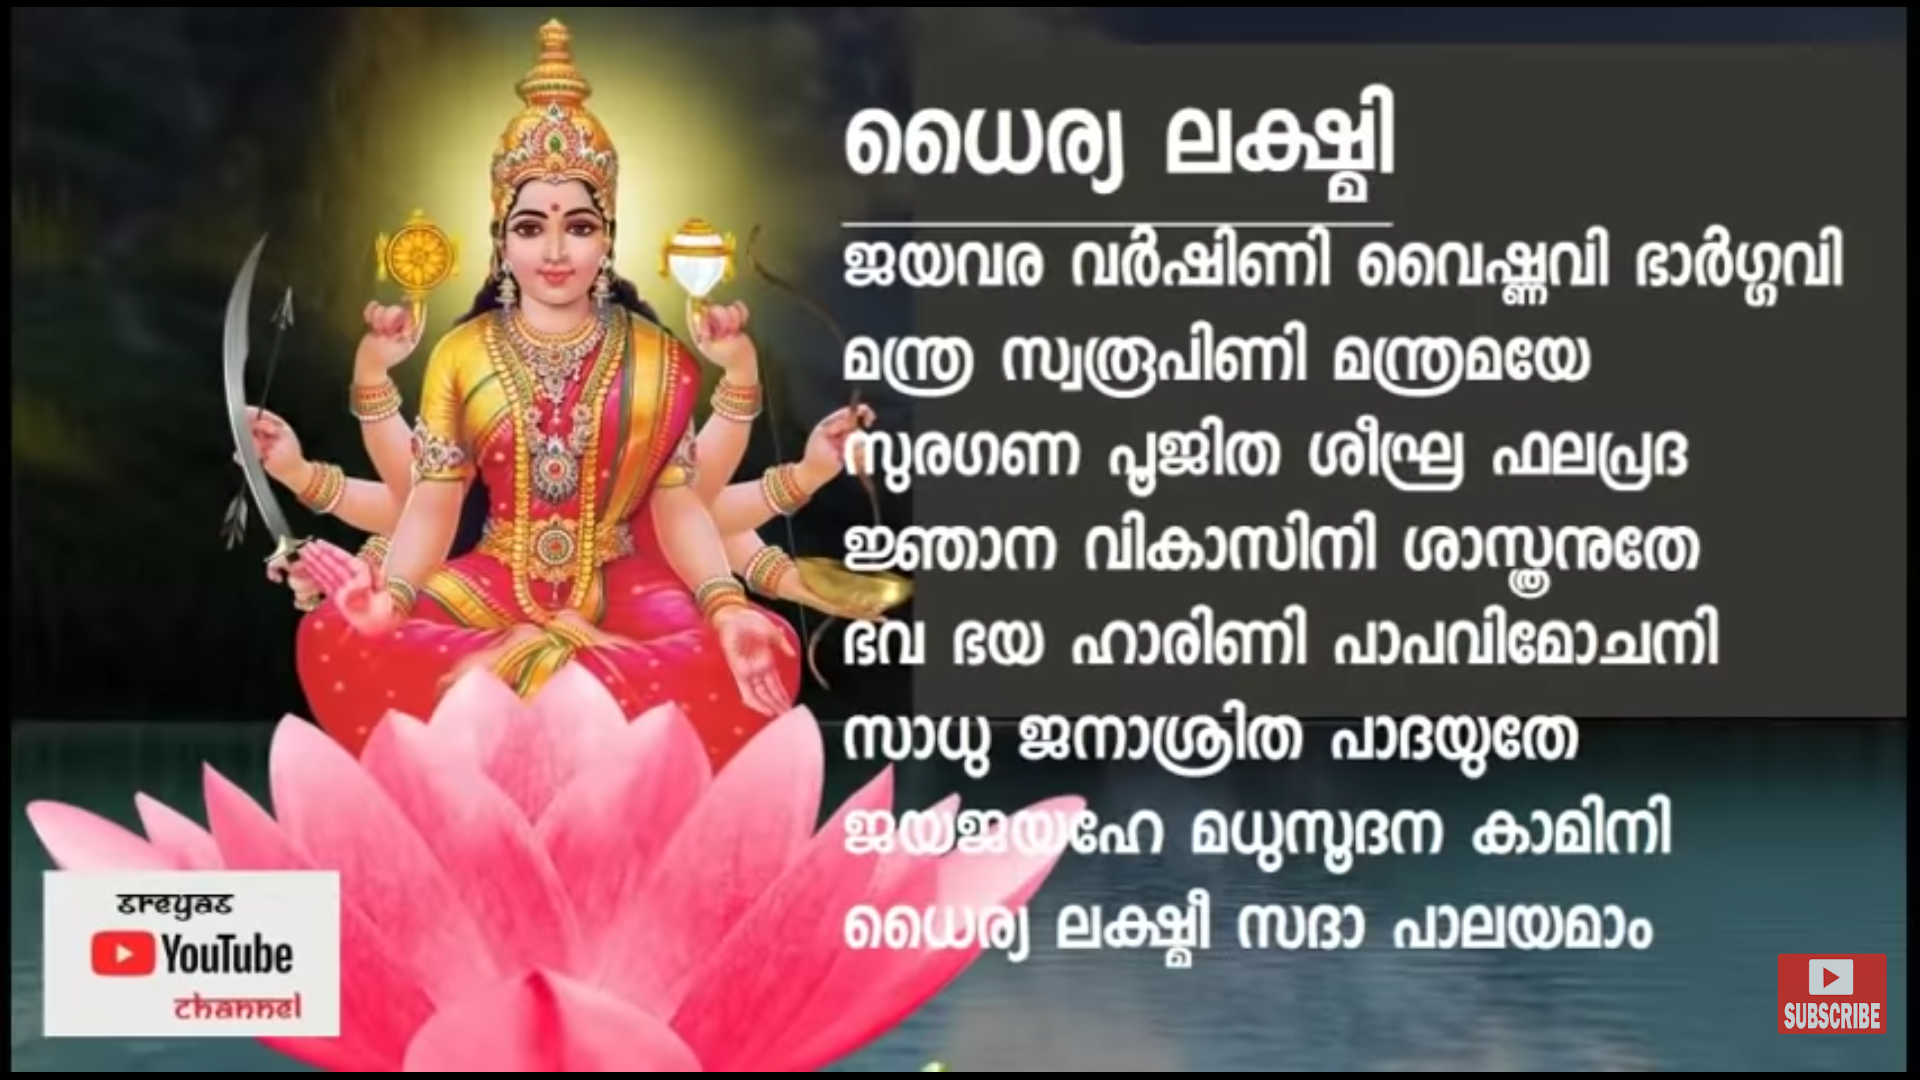 ധൈര്യ ലക്ഷ്മി
ജയവര വർഷിണി വൈഷ്ണവി ഭാർഗ്ഗവി
മന്ത്ര സ്വരൂപിണി മന്ത്രമയേ
സുരഗണ പൂജിത ശീഘ്ര ഫലപ്രദ
ജ്ഞാന വികാസിനി ശാസ്ത്രനുതേ
ഭവ ഭയ ഹാരിണി പാപവിമോചനി
സാധു ജനാശ്രിത പാദയുതേ
ജയജയഹേ മധുസൂദന കാമിനി
ധൈര്യ ലക്ഷ്മീ സദാ പാലയമാം
sreyas
YouTube
channel
SUBSCRIBE